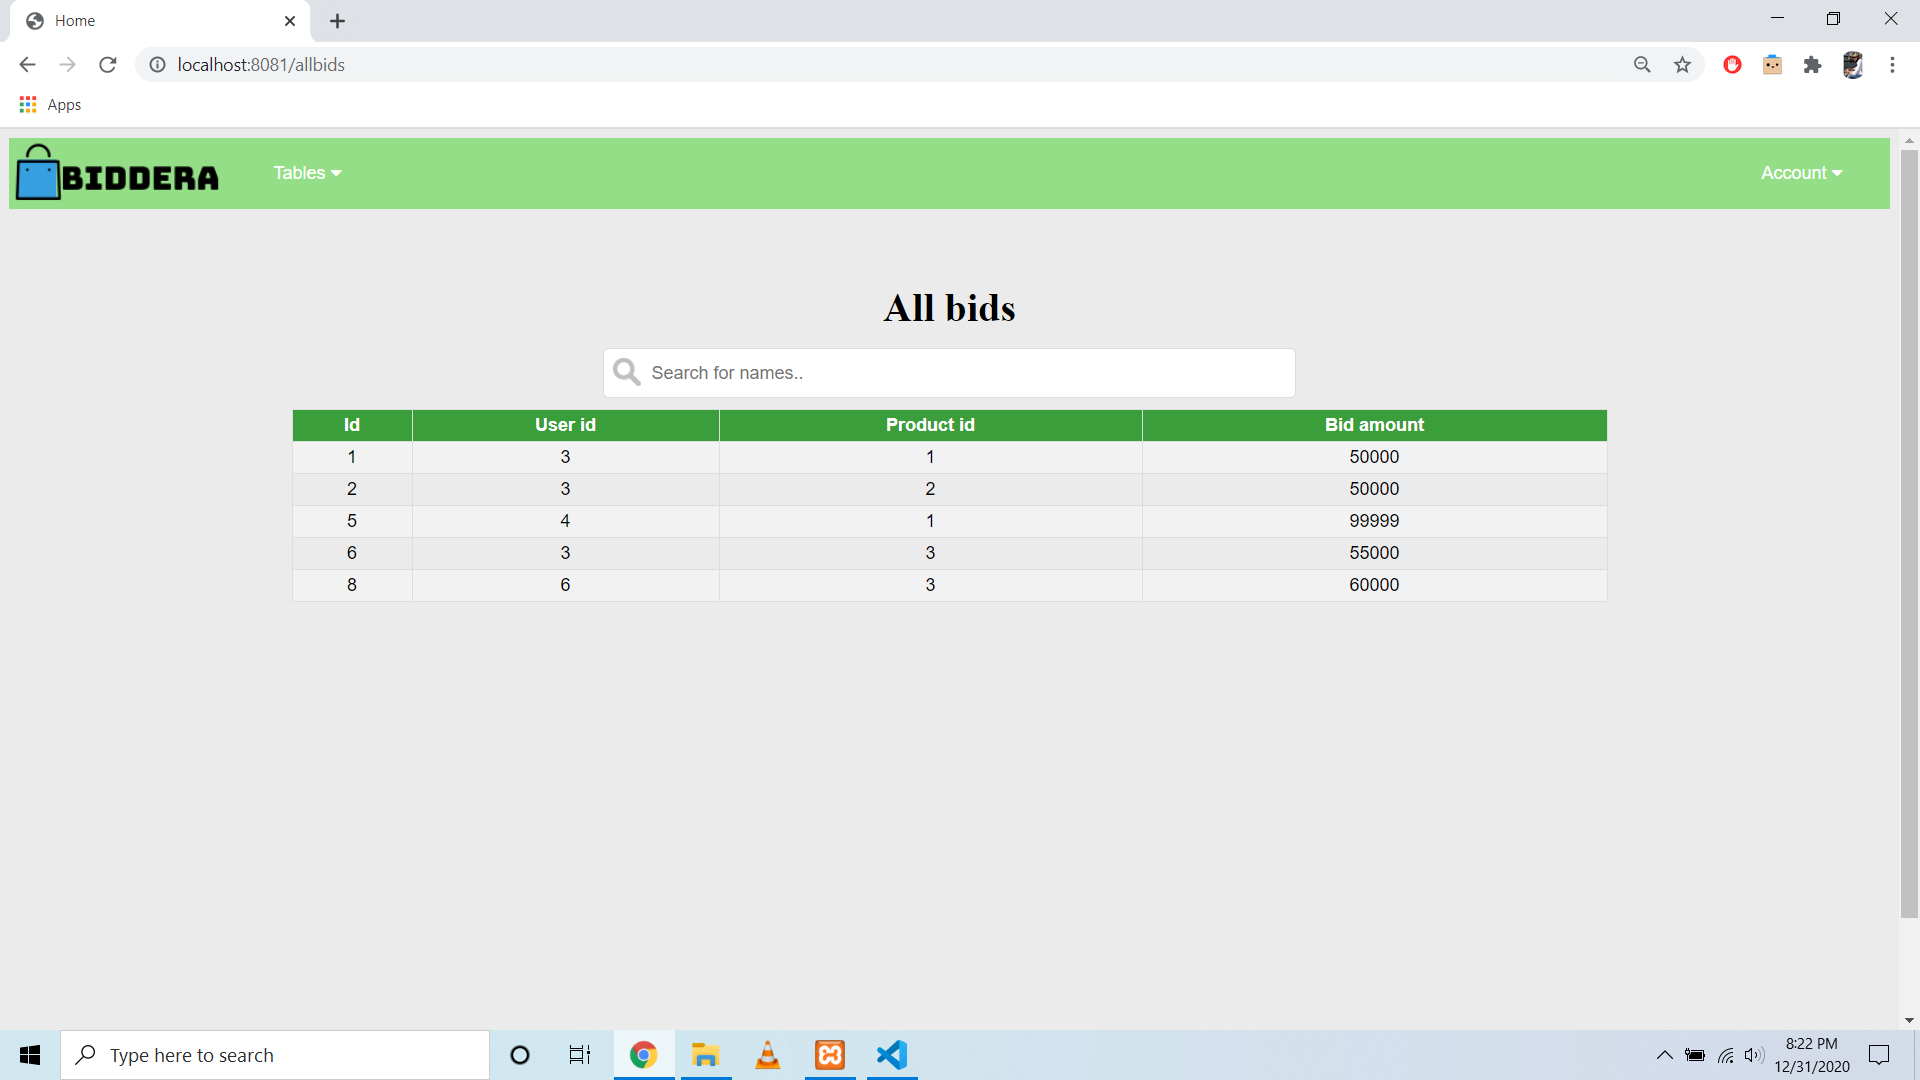 Home
localhost:8081/allbids
Apps
BIDDERA
Tables
Account
All bids
Search for names..
Id User id Product id Bid amount
1 3 1 50000
2 3 2 50000
5 4 1 99999
6 3 3 55000
8 6 3 60000
Type here to search
8:22 PM
12/31/2020